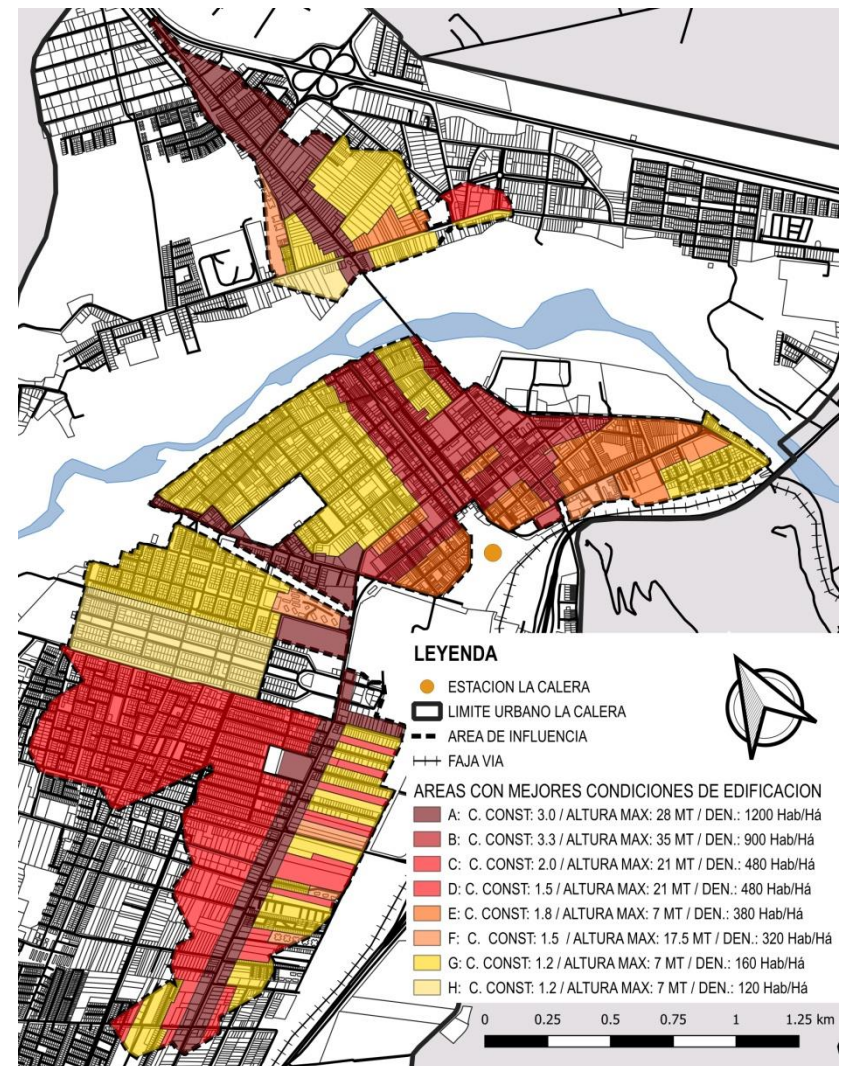 LEYENDA
ESTACION LA CALERA
LIMITE URBANO LA CALERA
AREA DE INFLUENCIA
FAJA VIA
AREAS CON MEJORES CONDICIONES DE EDIFICACION
A: C. CONST: 3.0 / ALTURA MAX: 28 MT / DEN.: 1200 Hab/Há
B: C. CONST: 3.3 / ALTURA MAX: 35 MT / DEN.: 900 Hab/Há
C: C. CONST: 2.0 / ALTURA MAX: 21 MT / DEN.: 480 Hab/Há
D: C. CONST: 1.5 / ALTURA MAX: 21 MT / DEN.: 480 Hab/Há
E: C. CONST: 1.8 / ALTURA MAX: 7 MT / DEN.: 380 Hab/Há
F: C. CONST: 1.5 / ALTURA MAX: 17.5 MT / DEN.: 320 Hab/Há
G: C. CONST: 1.2 / ALTURA MAX: 7 MT / DEN.: 160 Hab/Há
H: C. CONST: 1.2 / ALTURA MAX: 7 MT / DEN.: 120 Hab/Há
0 0.25 0.5 0.75 1 1.25 km